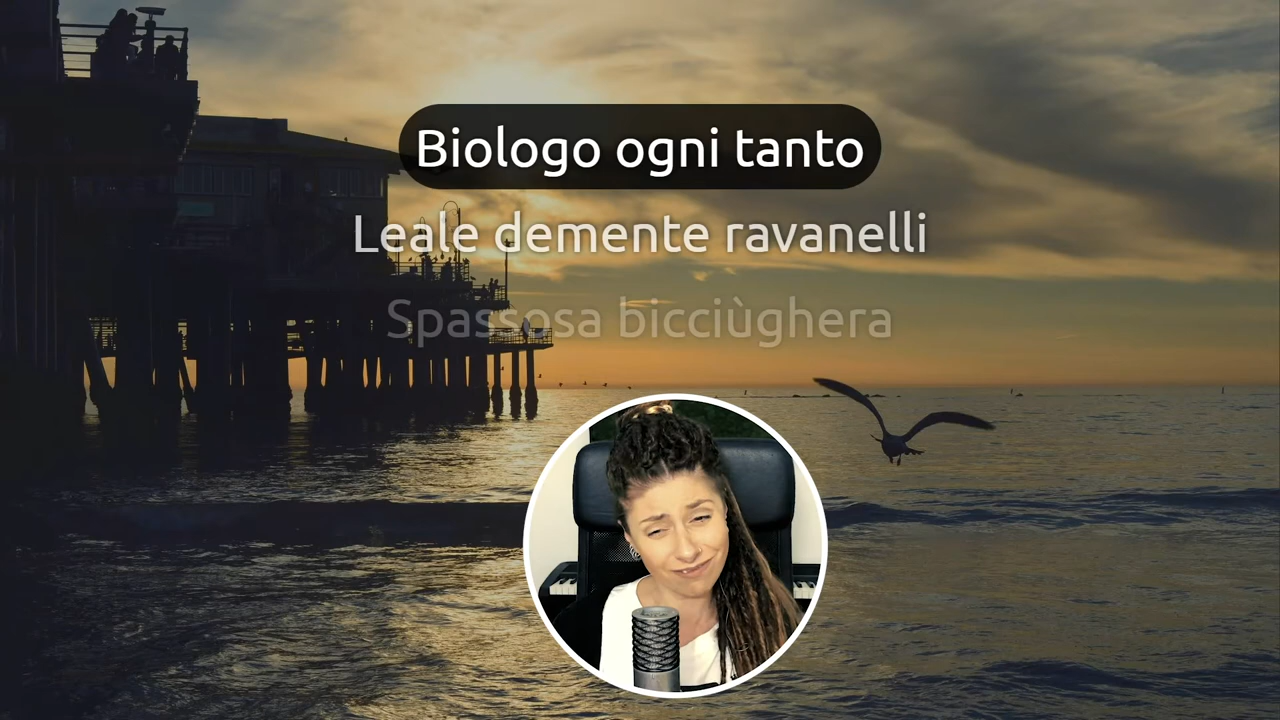 Biologo ogni tanto
Leale demente ravanelli
Spassosa bicciùghera